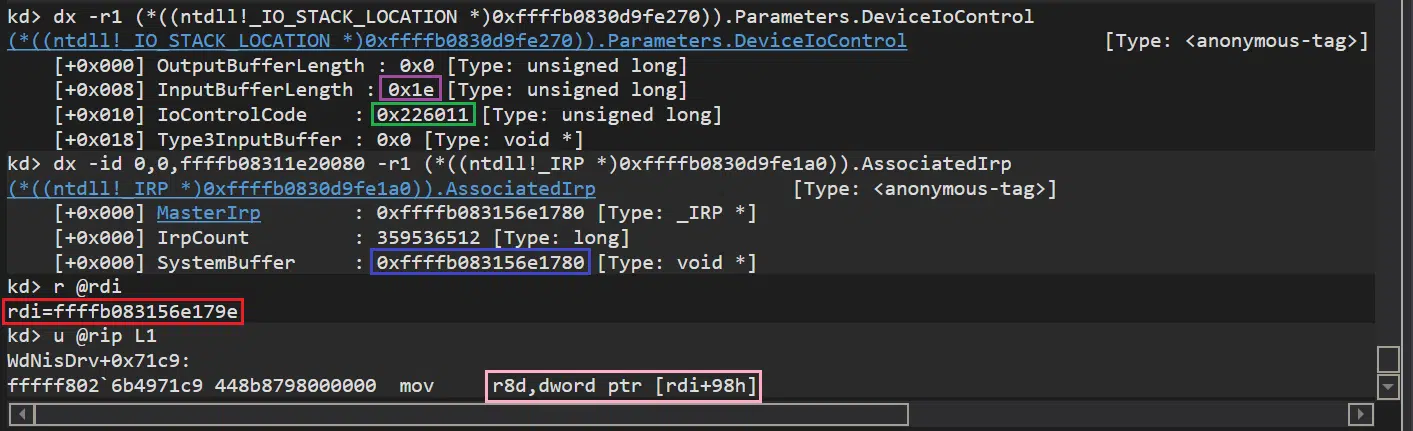 kd> dx -r1 (*((ntdll!_IO_STACK_LOCATION *)0xffffb0830d9fe270)).Parameters.DeviceIoControl
(*((ntdll!_IO_STACK_LOCATION *)0xffffb0830d9fe270)).Parameters.DeviceIoControl [Type: <anonymous-tag>]
[+0x000] OutputBufferLength : 0x0 [Type: unsigned long]
[+0x008] InputBufferLength : 0x1e [Type: unsigned long]
[+0x010] IoControlCode : 0x226011 [Type: unsigned long]
[+0x018] Type3InputBuffer : 0x0 [Type: void *]
kd> dx -id 0,0,ffffb08311e20080 -r1 (*((ntdll!_IRP *)0xffffb0830d9fe1a0)).AssociatedIrp
(*((ntdll!_IRP *)0xffffb0830d9fe1a0)).AssociatedIrp [Type: <anonymous-tag>]
[+0x000] MasterIrp : 0xffffb083156e1780 [Type: _IRP *]
[+0x000] IrpCount : 359536512 [Type: long]
[+0x000] SystemBuffer : 0xffffb083156e1780 [Type: void *]
kd> r @rdi
rdi=ffffb083156e179e
kd> u @rip L1
WdNisDrv+0x71c9:
fffff802`6b4971c9 448b8798000000 mov r8d,dword ptr [rdi+98h]